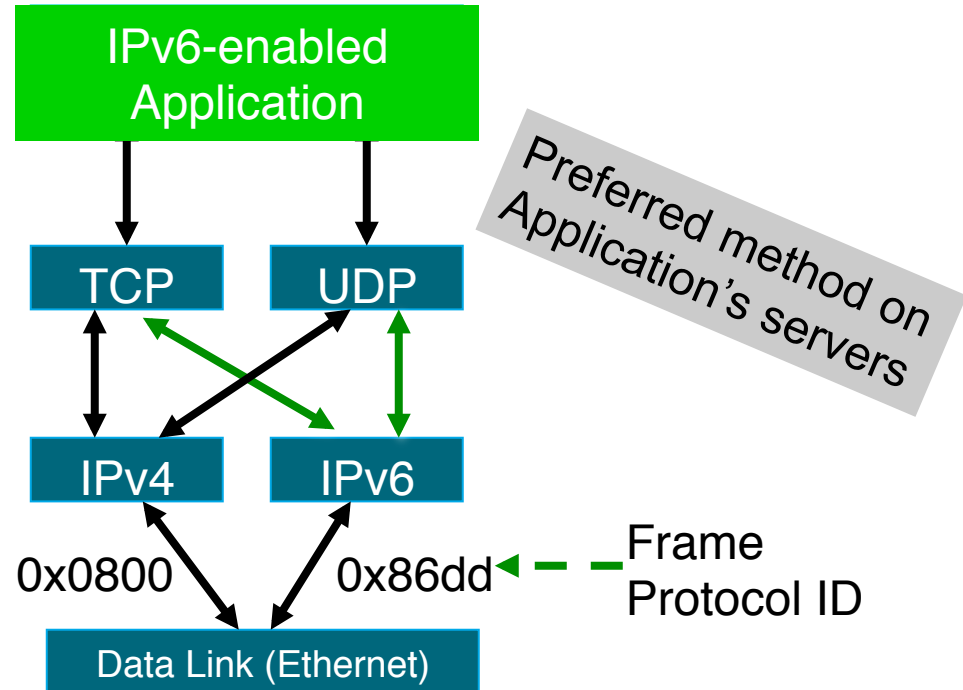 IPv6-enabled
Application
Preferred method on
Application’s servers
TCP
UDP
IPv4
IPv6
0x0800
0x86dd
Frame
Protocol ID
Data Link (Ethernet)